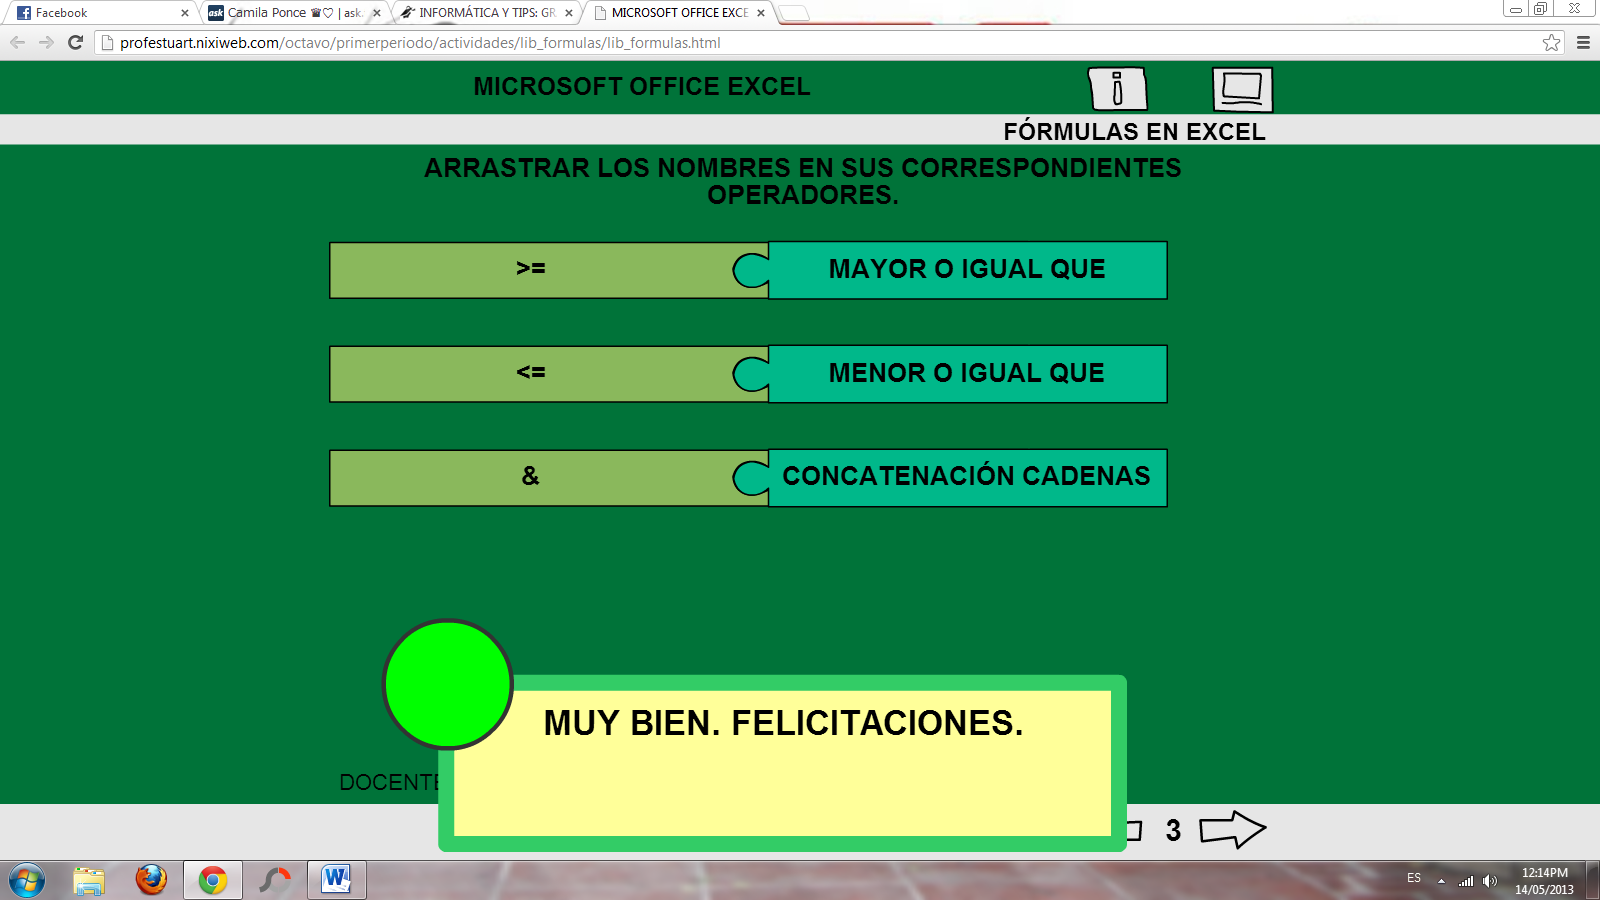 Facebook
ask Camila Ponce ♛♡ | ask.
INFORMÁTICA Y TIPS: GR
MICROSOFT OFFICE EXCE
profestuart.nixiweb.com/octavo/primerperiodo/actividades/lib_formulas/lib_formulas.html
MICROSOFT OFFICE EXCEL
i
FÓRMULAS EN EXCEL
ARRASTRAR LOS NOMBRES EN SUS CORRESPONDIENTES
OPERADORES.
>= MAYOR O IGUAL QUE
<= MENOR O IGUAL QUE
& CONCATENACIÓN CADENAS
MUY BIEN. FELICITACIONES.
DOCENTE
3
W
ES
12:14PM
14/05/2013